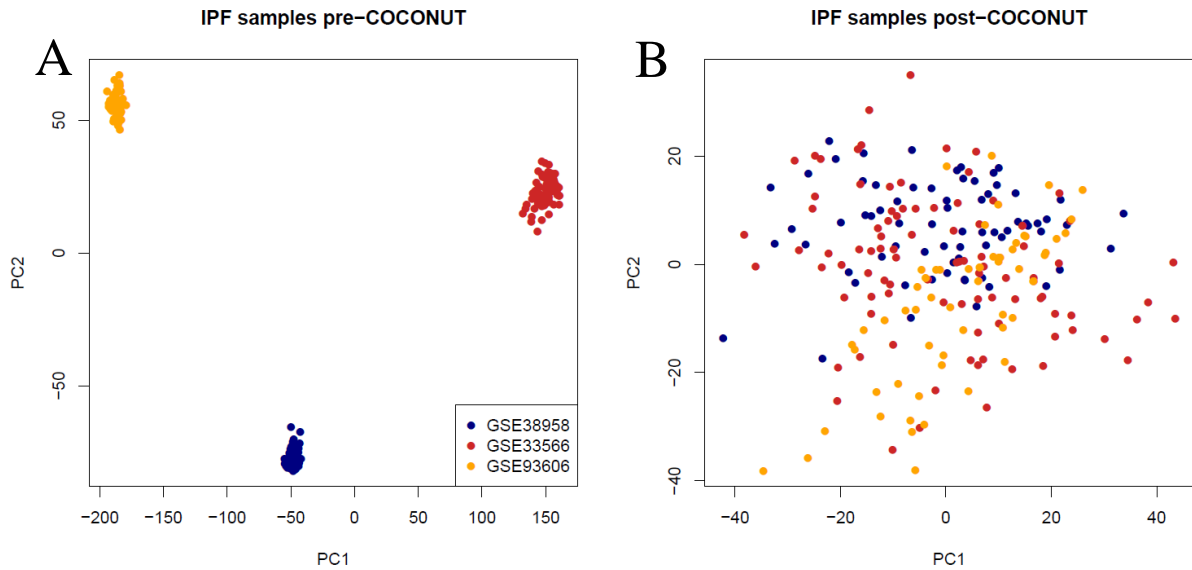 IPF samples pre−COCONUT
A
50
0
−50
PC2
−200
−150
−100
−50
0
50
100
150
PC1
GSE38958
GSE33566
GSE93606
IPF samples post−COCONUT
B
20
0
−20
−40
PC2
−40
−20
0
20
40
PC1